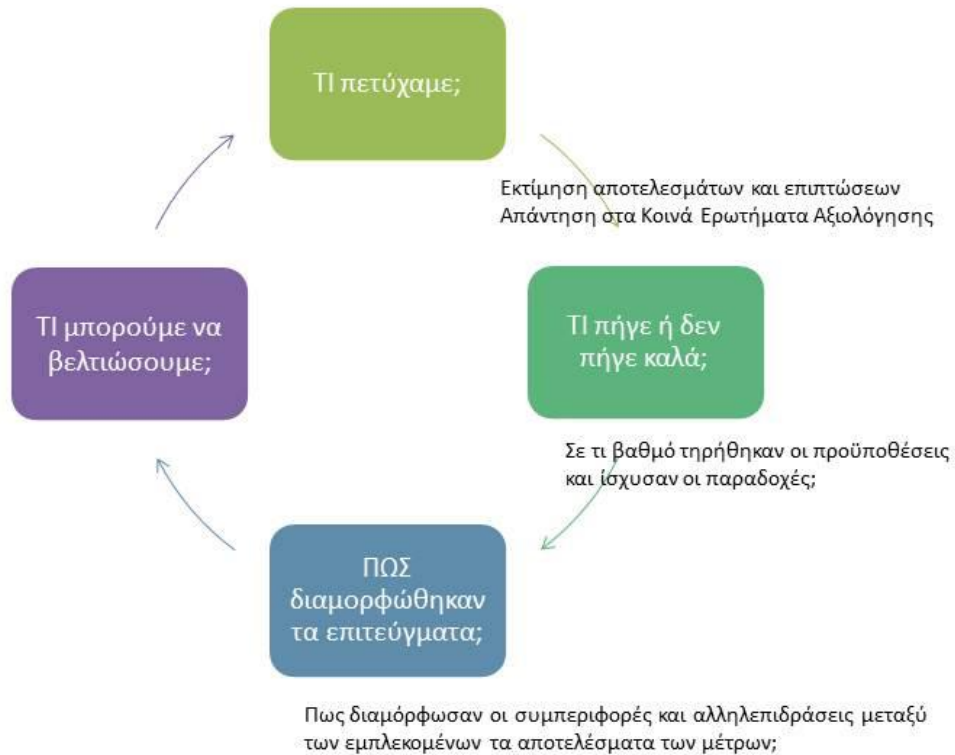 ΤΙ πετύχαμε;
Εκτίμηση αποτελεσμάτων και επιπτώσεων
Απάντηση στα Κοινά Ερωτήματα Αξιολόγησης
ΤΙ πήγε ή δεν
πήγε καλά;
Σε τι βαθμό τηρήθηκαν οι προϋποθέσεις
και ίσχυσαν οι παραδοχές;
ΠΩΣ
διαμορφώθηκαν
τα επιτεύγματα;
Πως διαμόρφωσαν οι συμπεριφορές και αλληλεπιδράσεις μεταξύ
των εμπλεκομένων τα αποτελέσματα των μέτρων;
ΤΙ μπορούμε να
βελτιώσουμε;